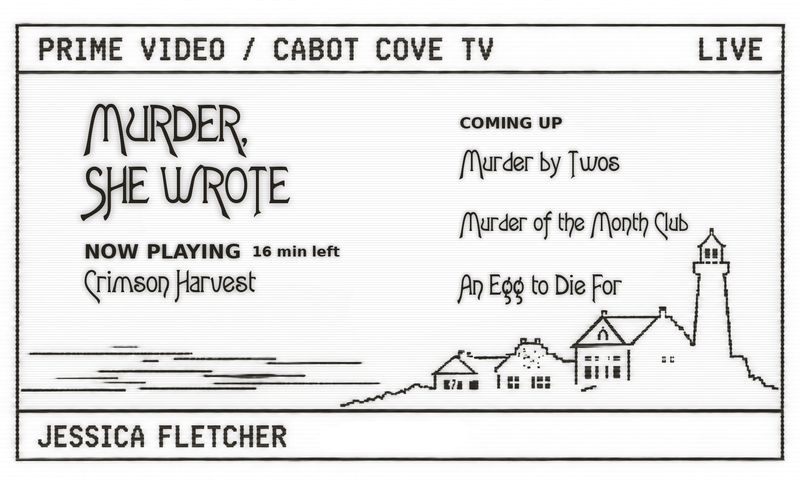 PRIME VIDEO / CABOT COVE TV
LIVE
MURDER,
SHE WROTE
NOW PLAYING 16 min left
Crimson Harvest
COMING UP
Murder by Twos
Murder of the Month Club
An Egg to Die For
JESSICA FLETCHER